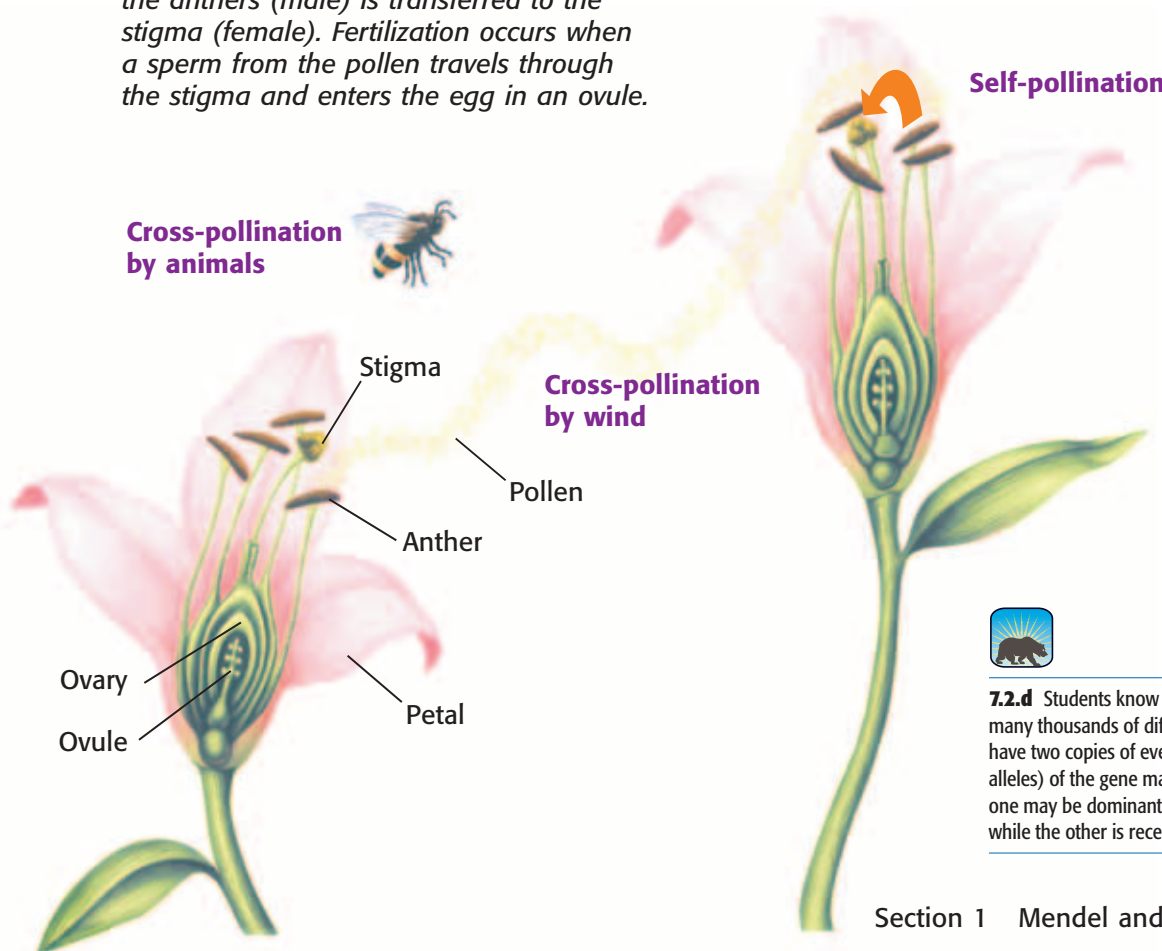 the anthers (male) is transferred to the
stigma (female). Fertilization occurs when
a sperm from the pollen travels through
the stigma and enters the egg in an ovule.
Self-pollination
Cross-pollination
by animals
Stigma
Cross-pollination
by wind
Pollen
Anther
Ovary
Ovule
Petal
7.2.d Students know
many thousands of
have two copies of
alleles) of the gene
one may be dominant
while the other is
Section 1 Mendel and